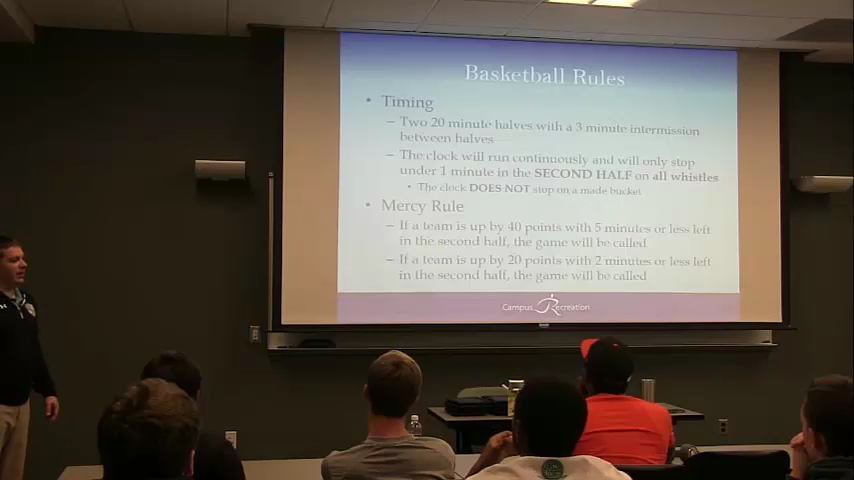 Basketball Rules
• Timing
– Two 20 minute halves with a 3 minute intermission
between halves
– The clock will run continuously and will only stop
under 1 minute in the SECOND HALF on all whistles
• The clock DOES NOT stop on a made bucket
• Mercy Rule
– If a team is up by 40 points with 5 minutes or less left
in the second half, the game will be called
– If a team is up by 20 points with 2 minutes or less left
in the second half, the game will be called
Campus Recreation